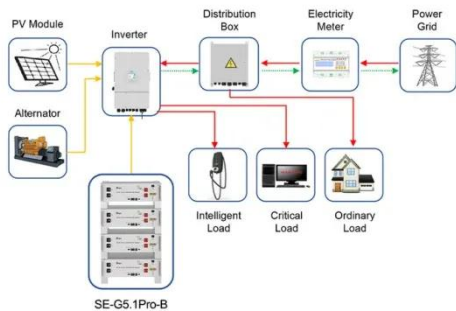 PV Module
Inverter
Distribution
Box
Electricity
Meter
Power
Grid
Alternator
Intelligent
Load
Critical
Load
Ordinary
Load
SE-G5.1Pro-B